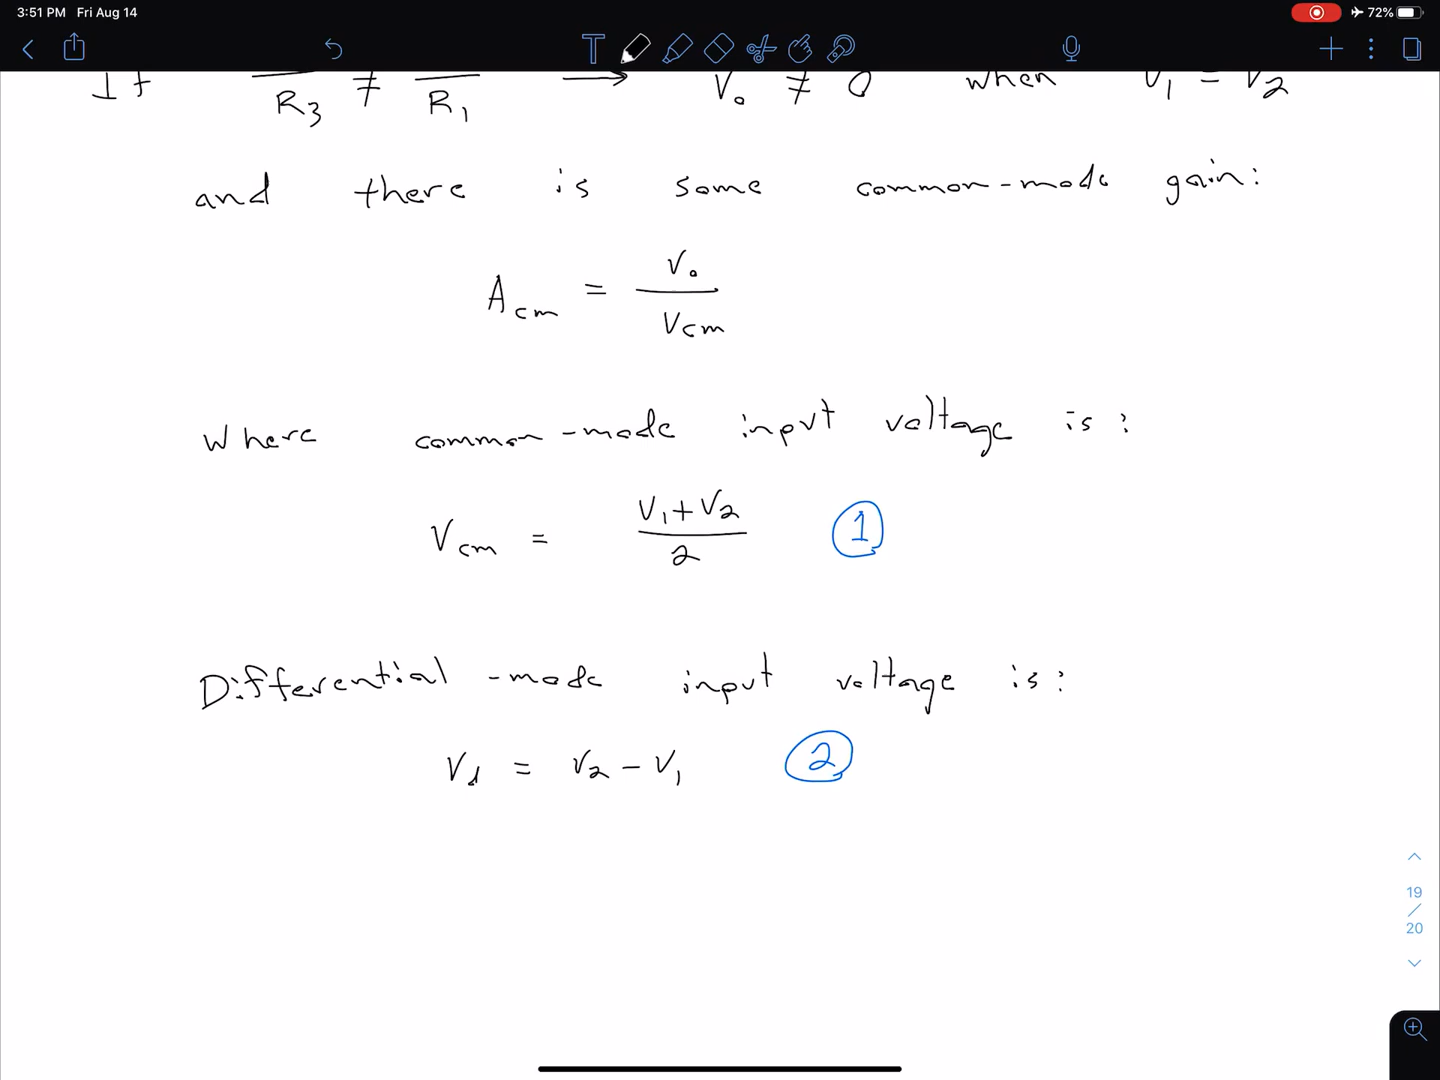 3:51 PM Fri Aug 14
72%
T
If R3 ≠ R1 → Vo ≠ 0 when V1 = V2
and there is some common-mode gain:
Acm = Vo / Vcm
Where common-mode input voltage is:
Vcm = V1 + V2 / 2 1
Differential-mode input voltage is:
Vd = V2 - V1 2
19
/
20